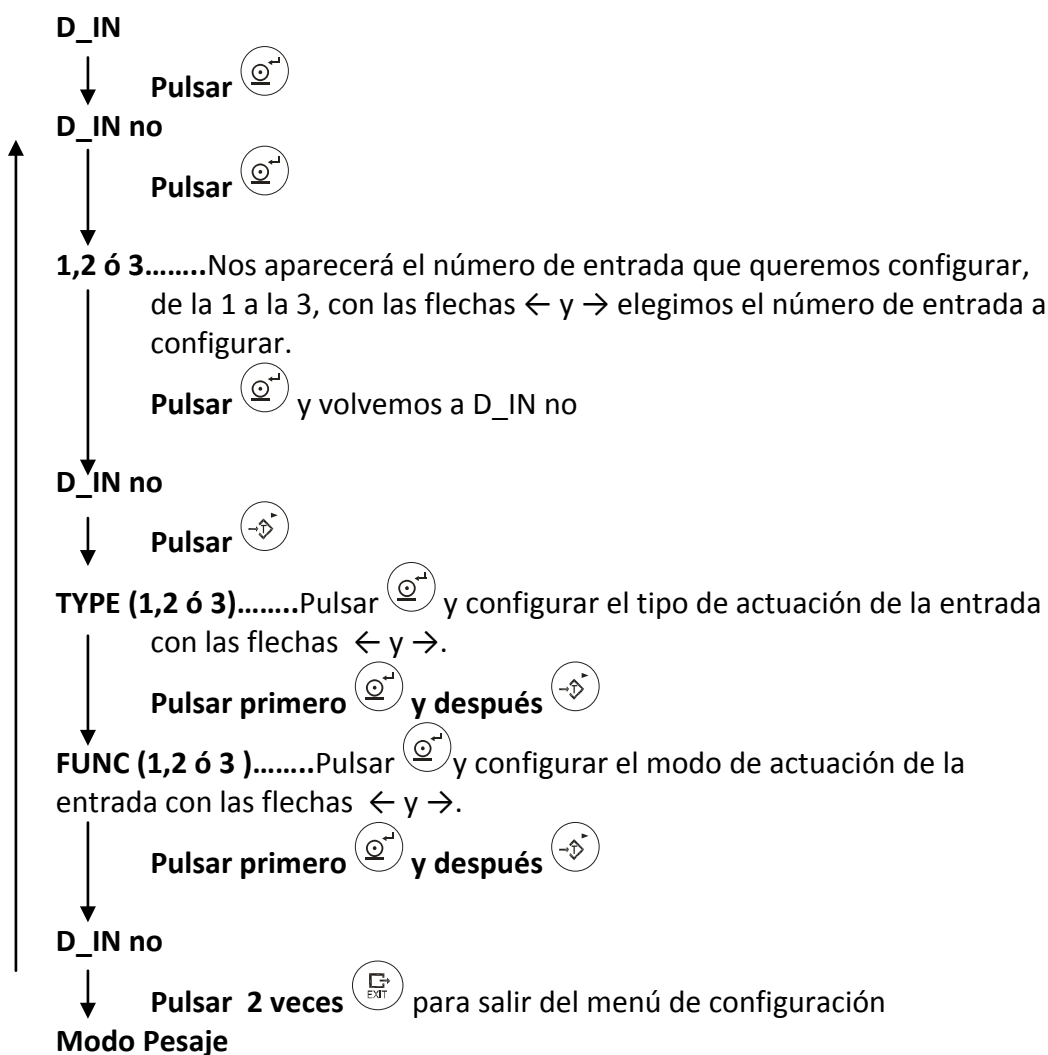 D_IN
Pulsar
D_IN no
Pulsar
1,2 ó 3……..Nos aparecerá el número de entrada que queremos configurar,
de la 1 a la 3, con las flechas ← y → elegimos el número de entrada a
configurar.
Pulsar y volvemos a D_IN no
D_IN no
Pulsar T
TYPE (1,2 ó 3)……..Pulsar y configurar el tipo de actuación de la entrada
con las flechas ← y →.
Pulsar primero y después T
FUNC (1,2 ó 3 )……..Pulsar y configurar el modo de actuación de la
entrada con las flechas ← y →.
Pulsar primero y después T
D_IN no
Pulsar 2 veces EXIT para salir del menú de configuración
Modo Pesaje